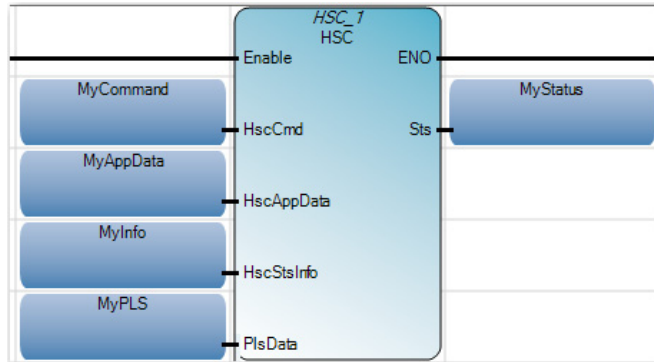 HSC_1
HSC
Enable ENO
MyCommand MyStatus
HscCmd Sts
MyAppData
HscAppData
MyInfo
HscStsInfo
MyPLS
PlsData